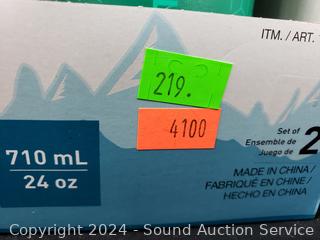 ITM. / ART.
219.
4100
710 mL
24 oz
Set of
Ensemble de
Juego de
2
MADE IN CHINA /
FABRIQUÉ EN CHINE /
HECHO EN CHINA
Copyright © 2024 - Sound Auction Service